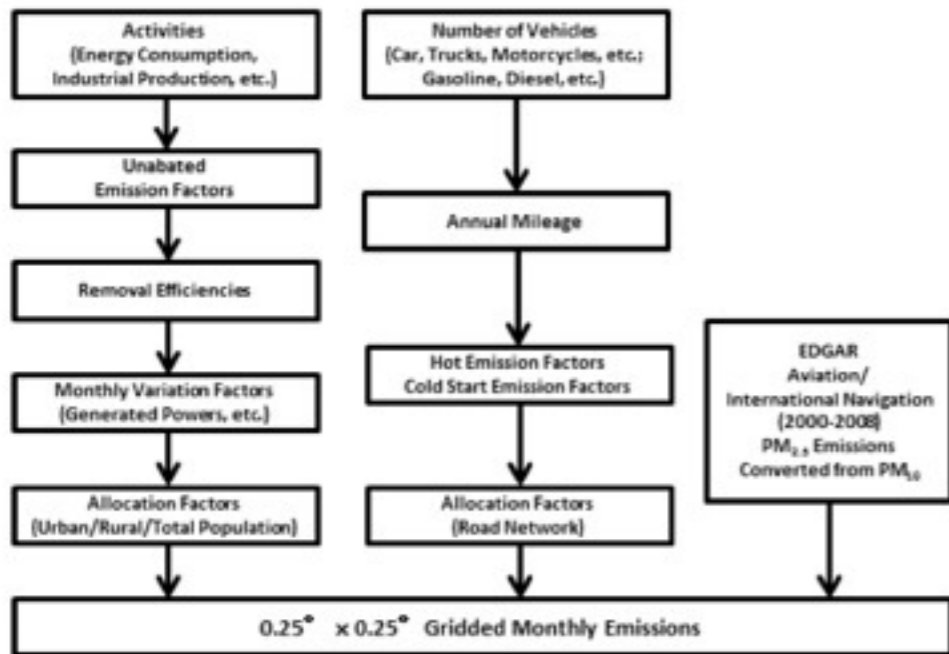 Activities
(Energy Consumption,
Industrial Production, etc.)
Unabated
Emission Factors
Removal Efficiencies
Monthly Variation Factors
(Generated Powers, etc.)
Allocation Factors
(Urban/Rural/Total Population)
Number of Vehicles
(Car, Trucks, Motorcycles, etc.;
Gasoline, Diesel, etc.)
Annual Mileage
Hot Emission Factors
Cold Start Emission Factors
Allocation Factors
(Road Network)
EDGAR
Aviation/
International Navigation
(2000-2008)
PM2.5 Emissions
Converted from PM10
0.25° x 0.25° Gridded Monthly Emissions